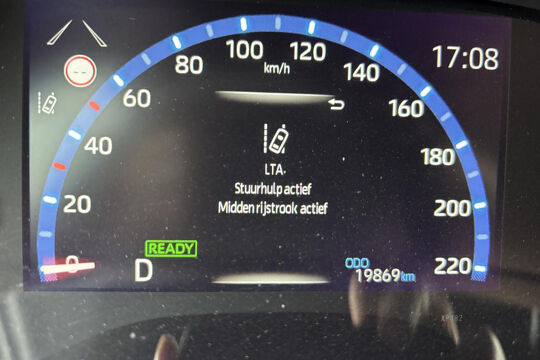 17:08
0
20
40
60
80
100
120
140
160
180
200
220
km/h
--
LTA
Stuurhulp actief
Midden rijstrook actief
READY
D
ODO
19869 km